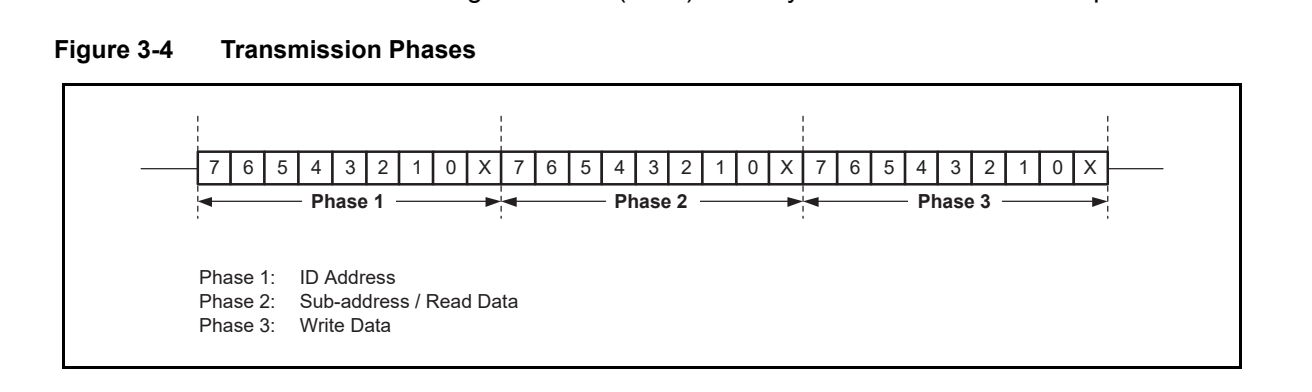 Figure 3-4 Transmission Phases
7 6 5 4 3 2 1 0 X 7 6 5 4 3 2 1 0 X 7 6 5 4 3 2 1 0 X
Phase 1 Phase 2 Phase 3
Phase 1: ID Address
Phase 2: Sub-address / Read Data
Phase 3: Write Data